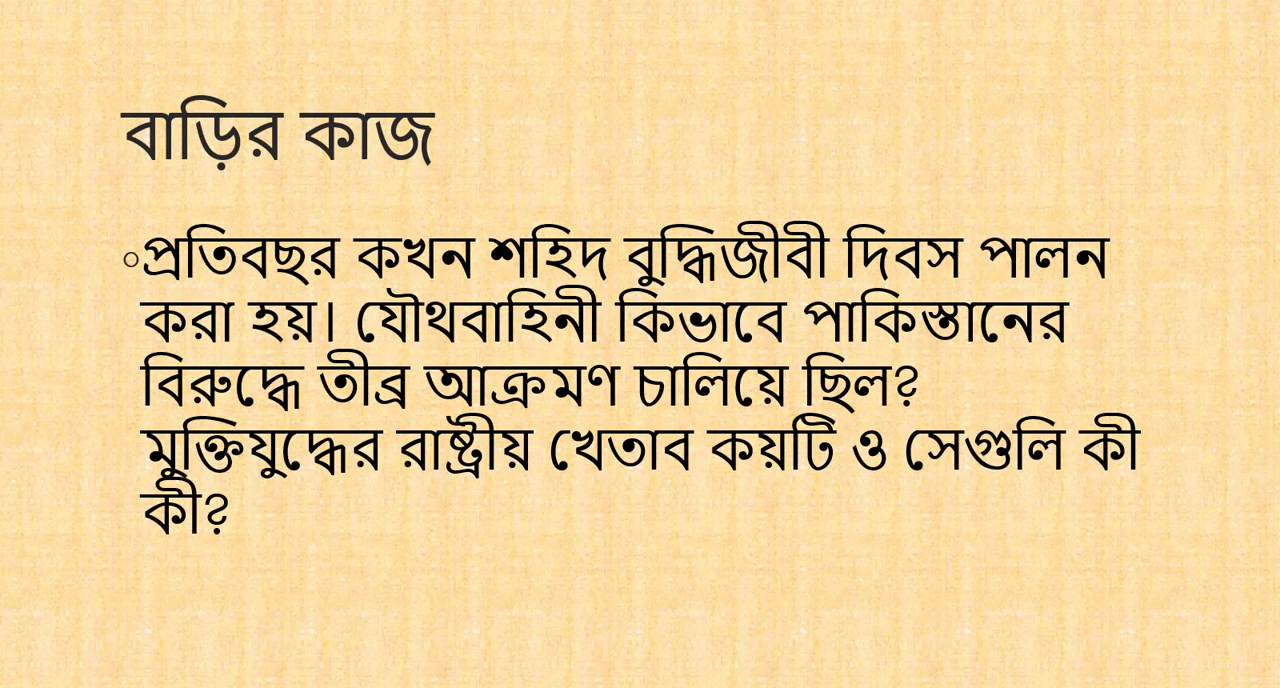 বাড়ির কাজ
◦প্রতিবছর কখন শহিদ বুদ্ধিজীবী দিবস পালন
করা হয়। যৌথবাহিনী কিভাবে পাকিস্তানের
বিরুদ্ধে তীব্র আক্রমণ চালিয়ে ছিল?
মুক্তিযুদ্ধের রাষ্ট্রীয় খেতাব কয়টি ও সেগুলি কী
কী?